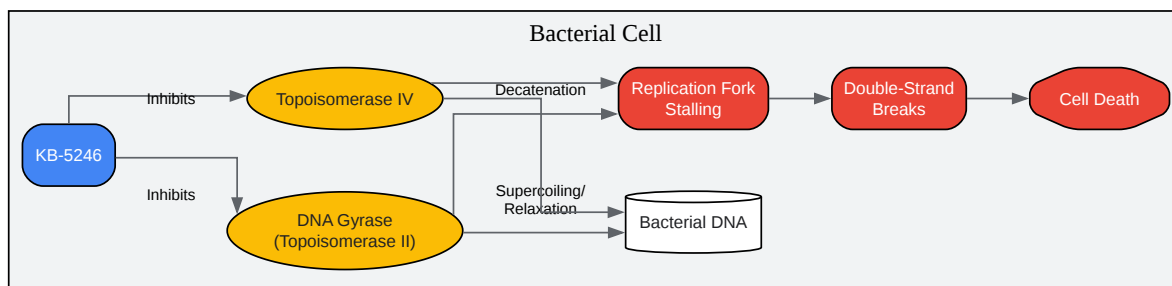 Bacterial Cell
KB-5246
Inhibits
Inhibits
Topoisomerase IV
DNA Gyrase
(Topoisomerase II)
Decatenation
Supercoiling/
Relaxation
Replication Fork
Stalling
Bacterial DNA
Double-Strand
Breaks
Cell Death